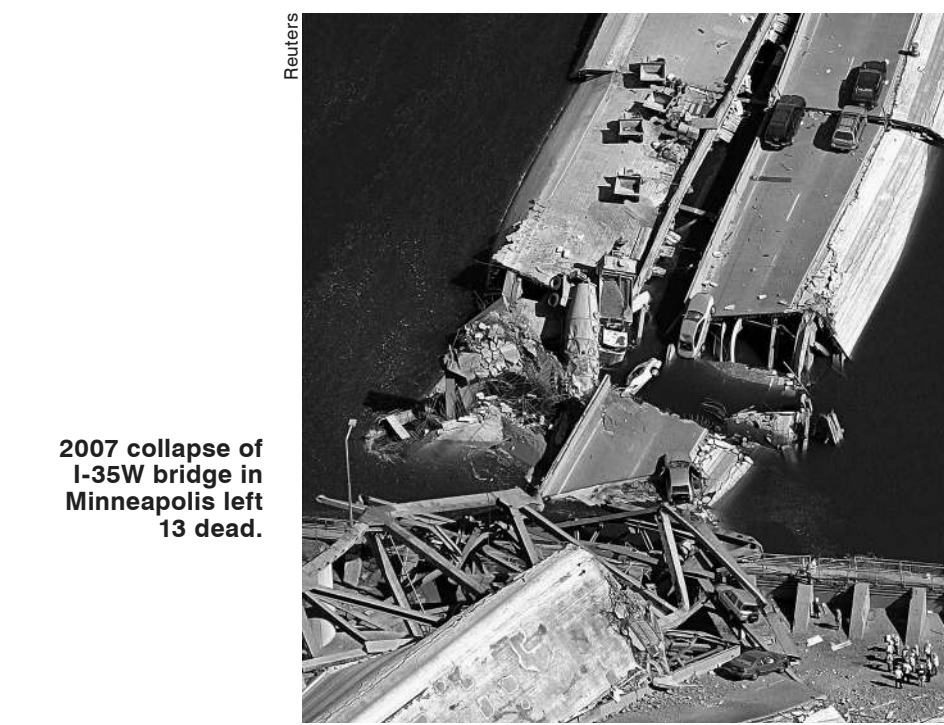 Reuters
2007 collapse of
I-35W bridge in
Minneapolis left
13 dead.